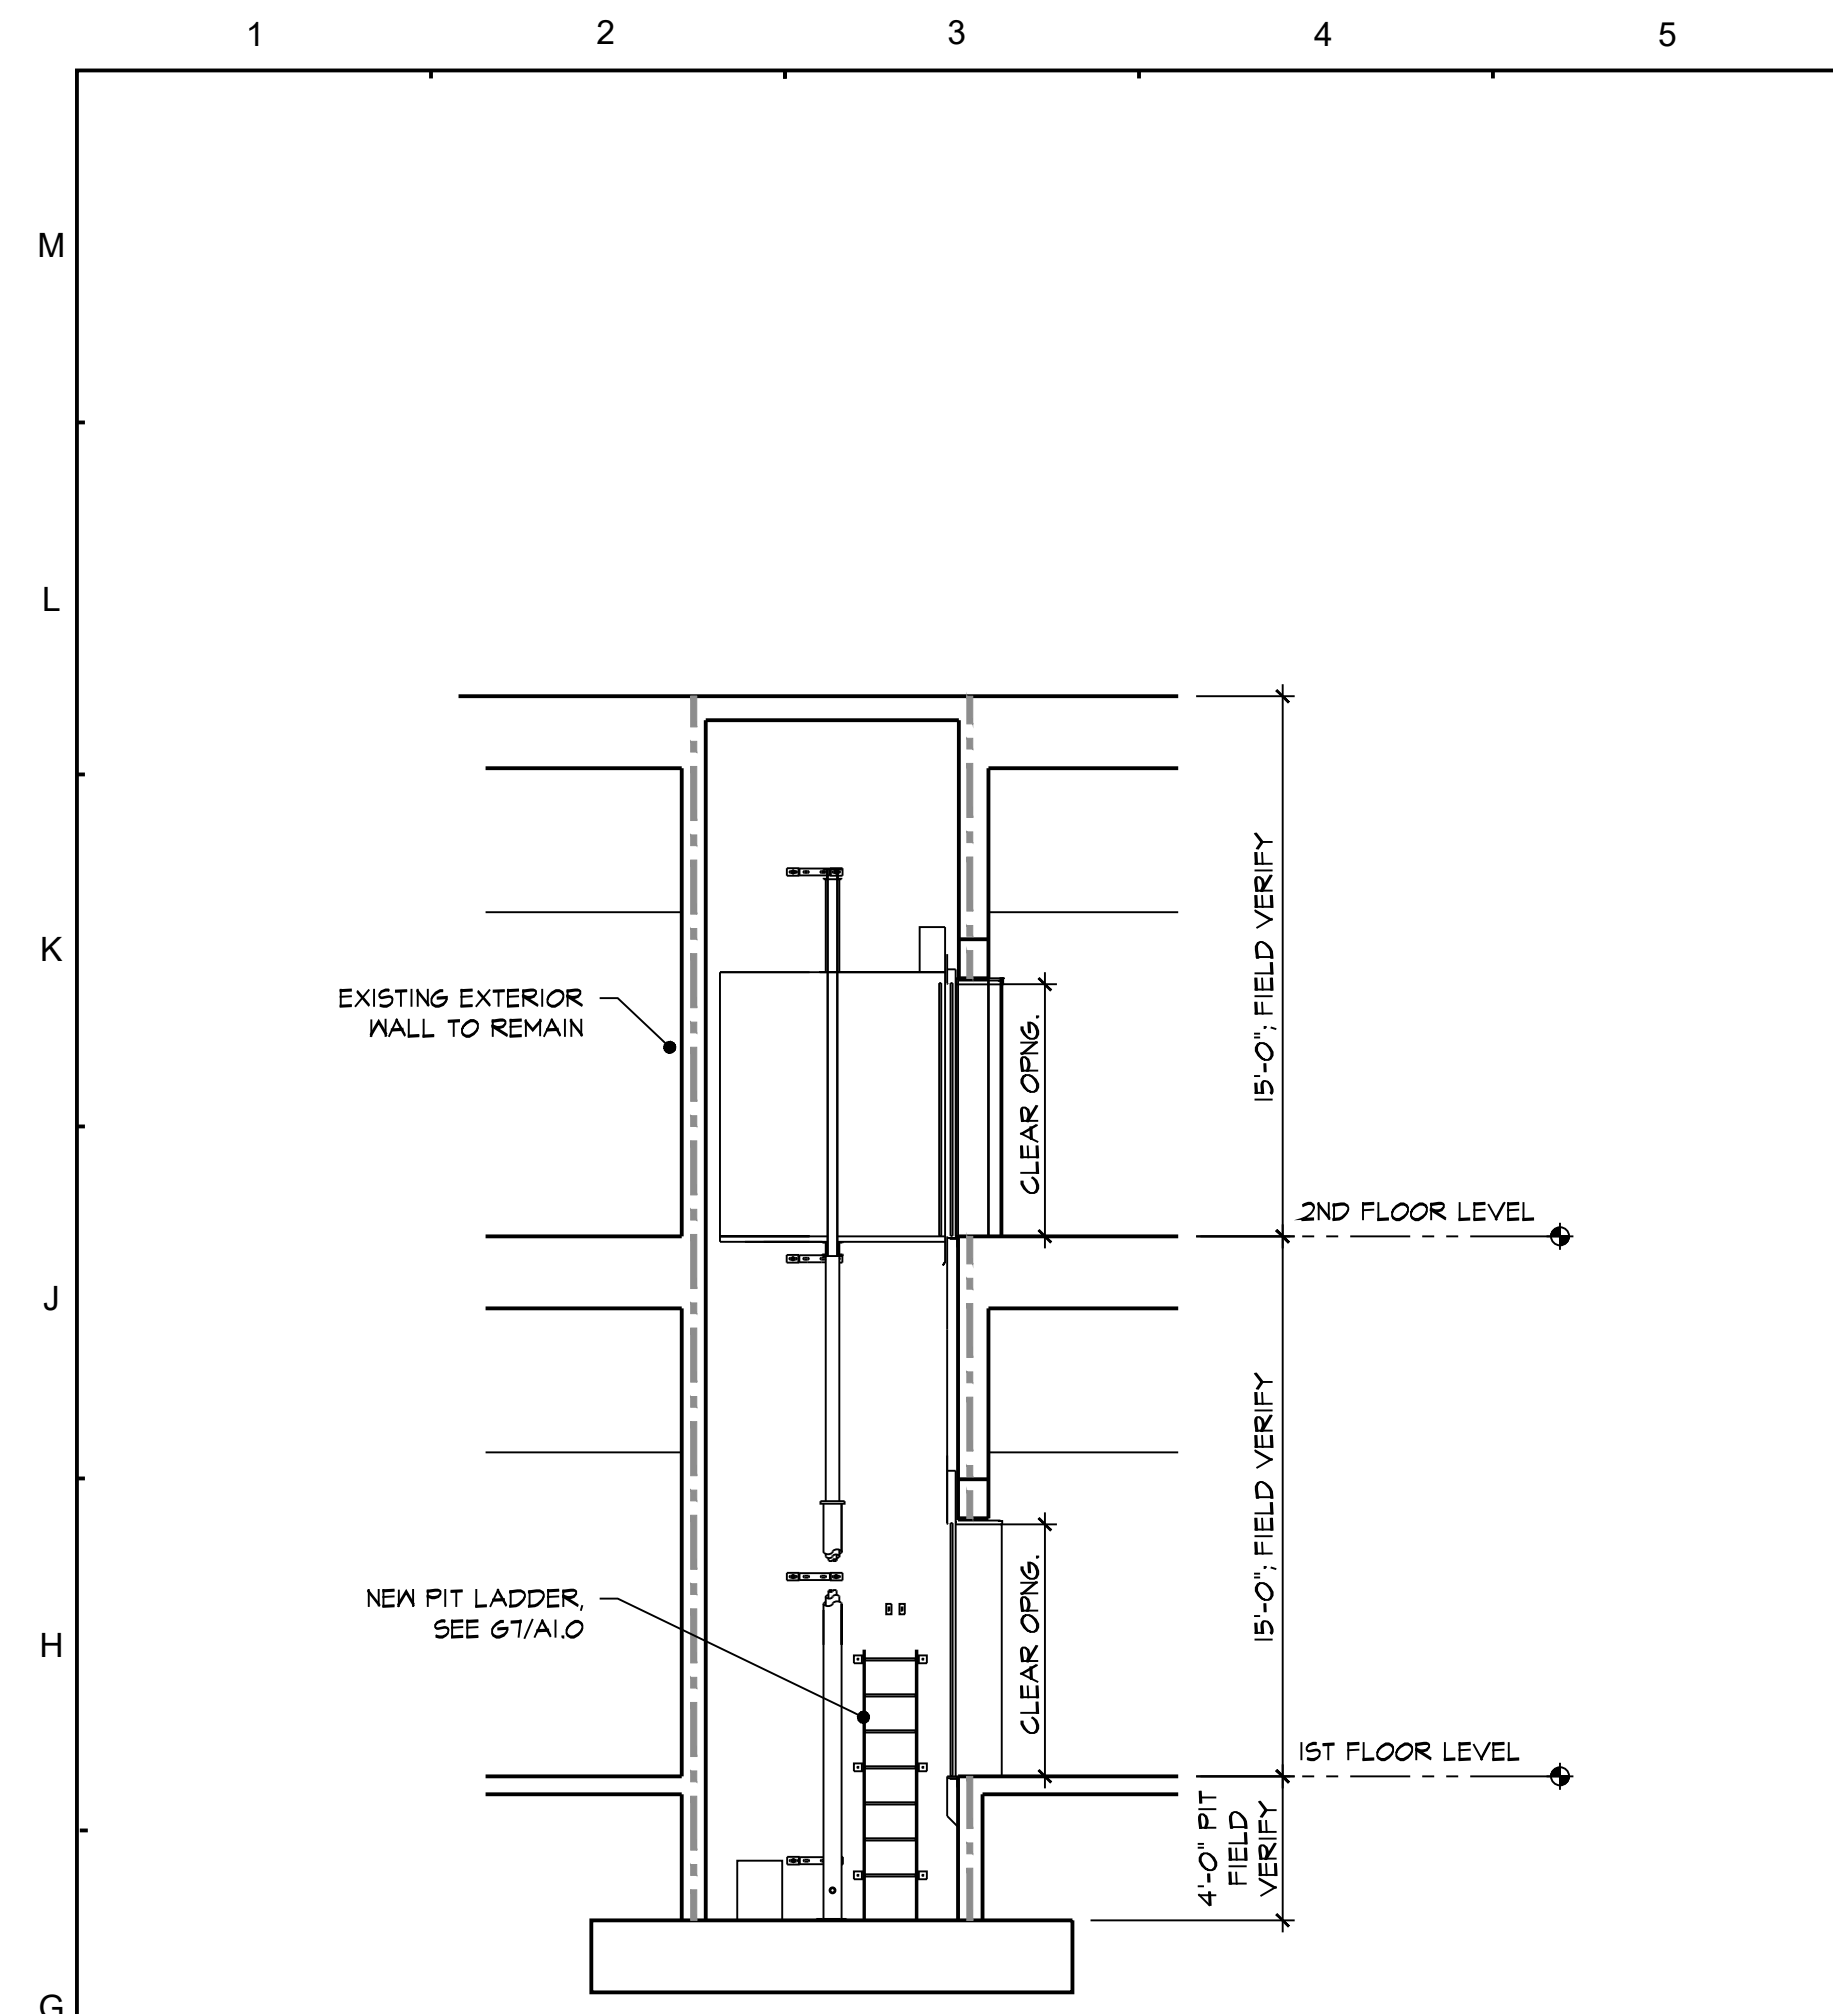 1 2 3 4 5
M
L
K
J
H
G
EXISTING EXTERIOR
WALL TO REMAIN
CLEAR OPNG.
15'-0"; FIELD VERIFY
2ND FLOOR LEVEL
NEW PIT LADDER,
SEE G7/A1.0
CLEAR OPNG.
15'-0"; FIELD VERIFY
1ST FLOOR LEVEL
4'-0" PIT
FIELD
VERIFY